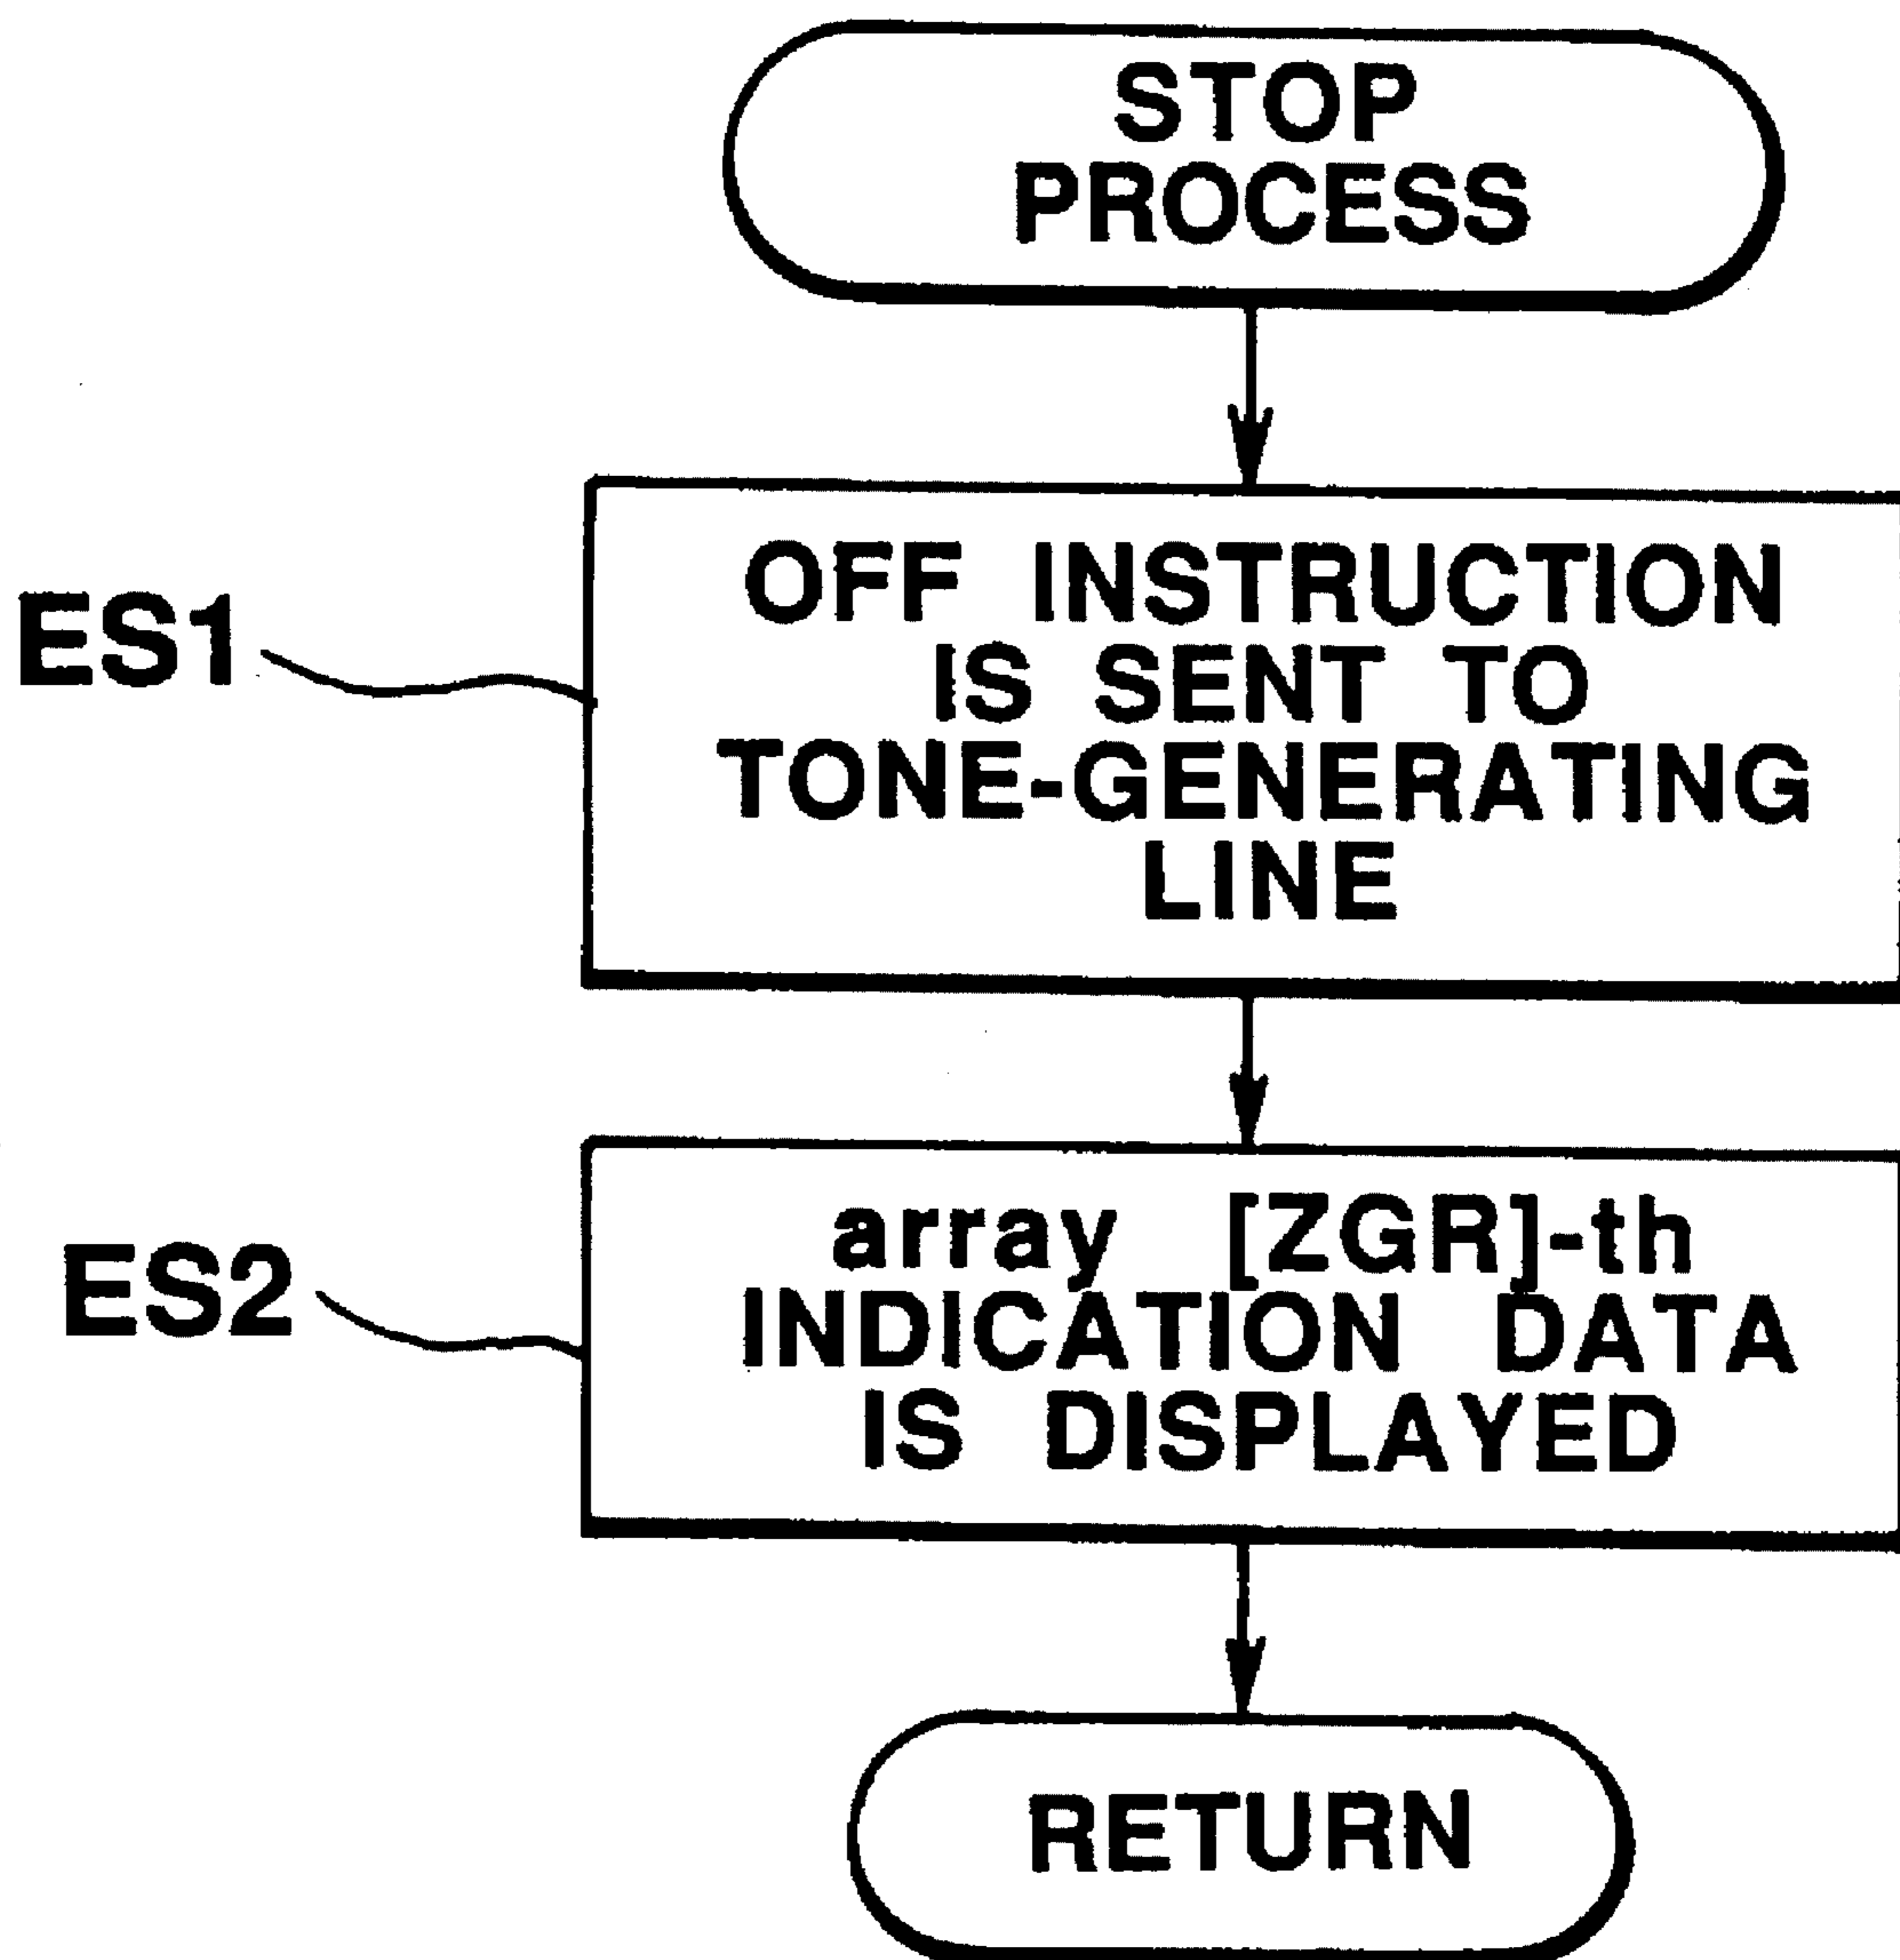 STOP
PROCESS
ES1
OFF INSTRUCTION
IS SENT TO
TONE-GENERATING
LINE
ES2
array [ZGR]-th
INDICATION DATA
IS DISPLAYED
RETURN